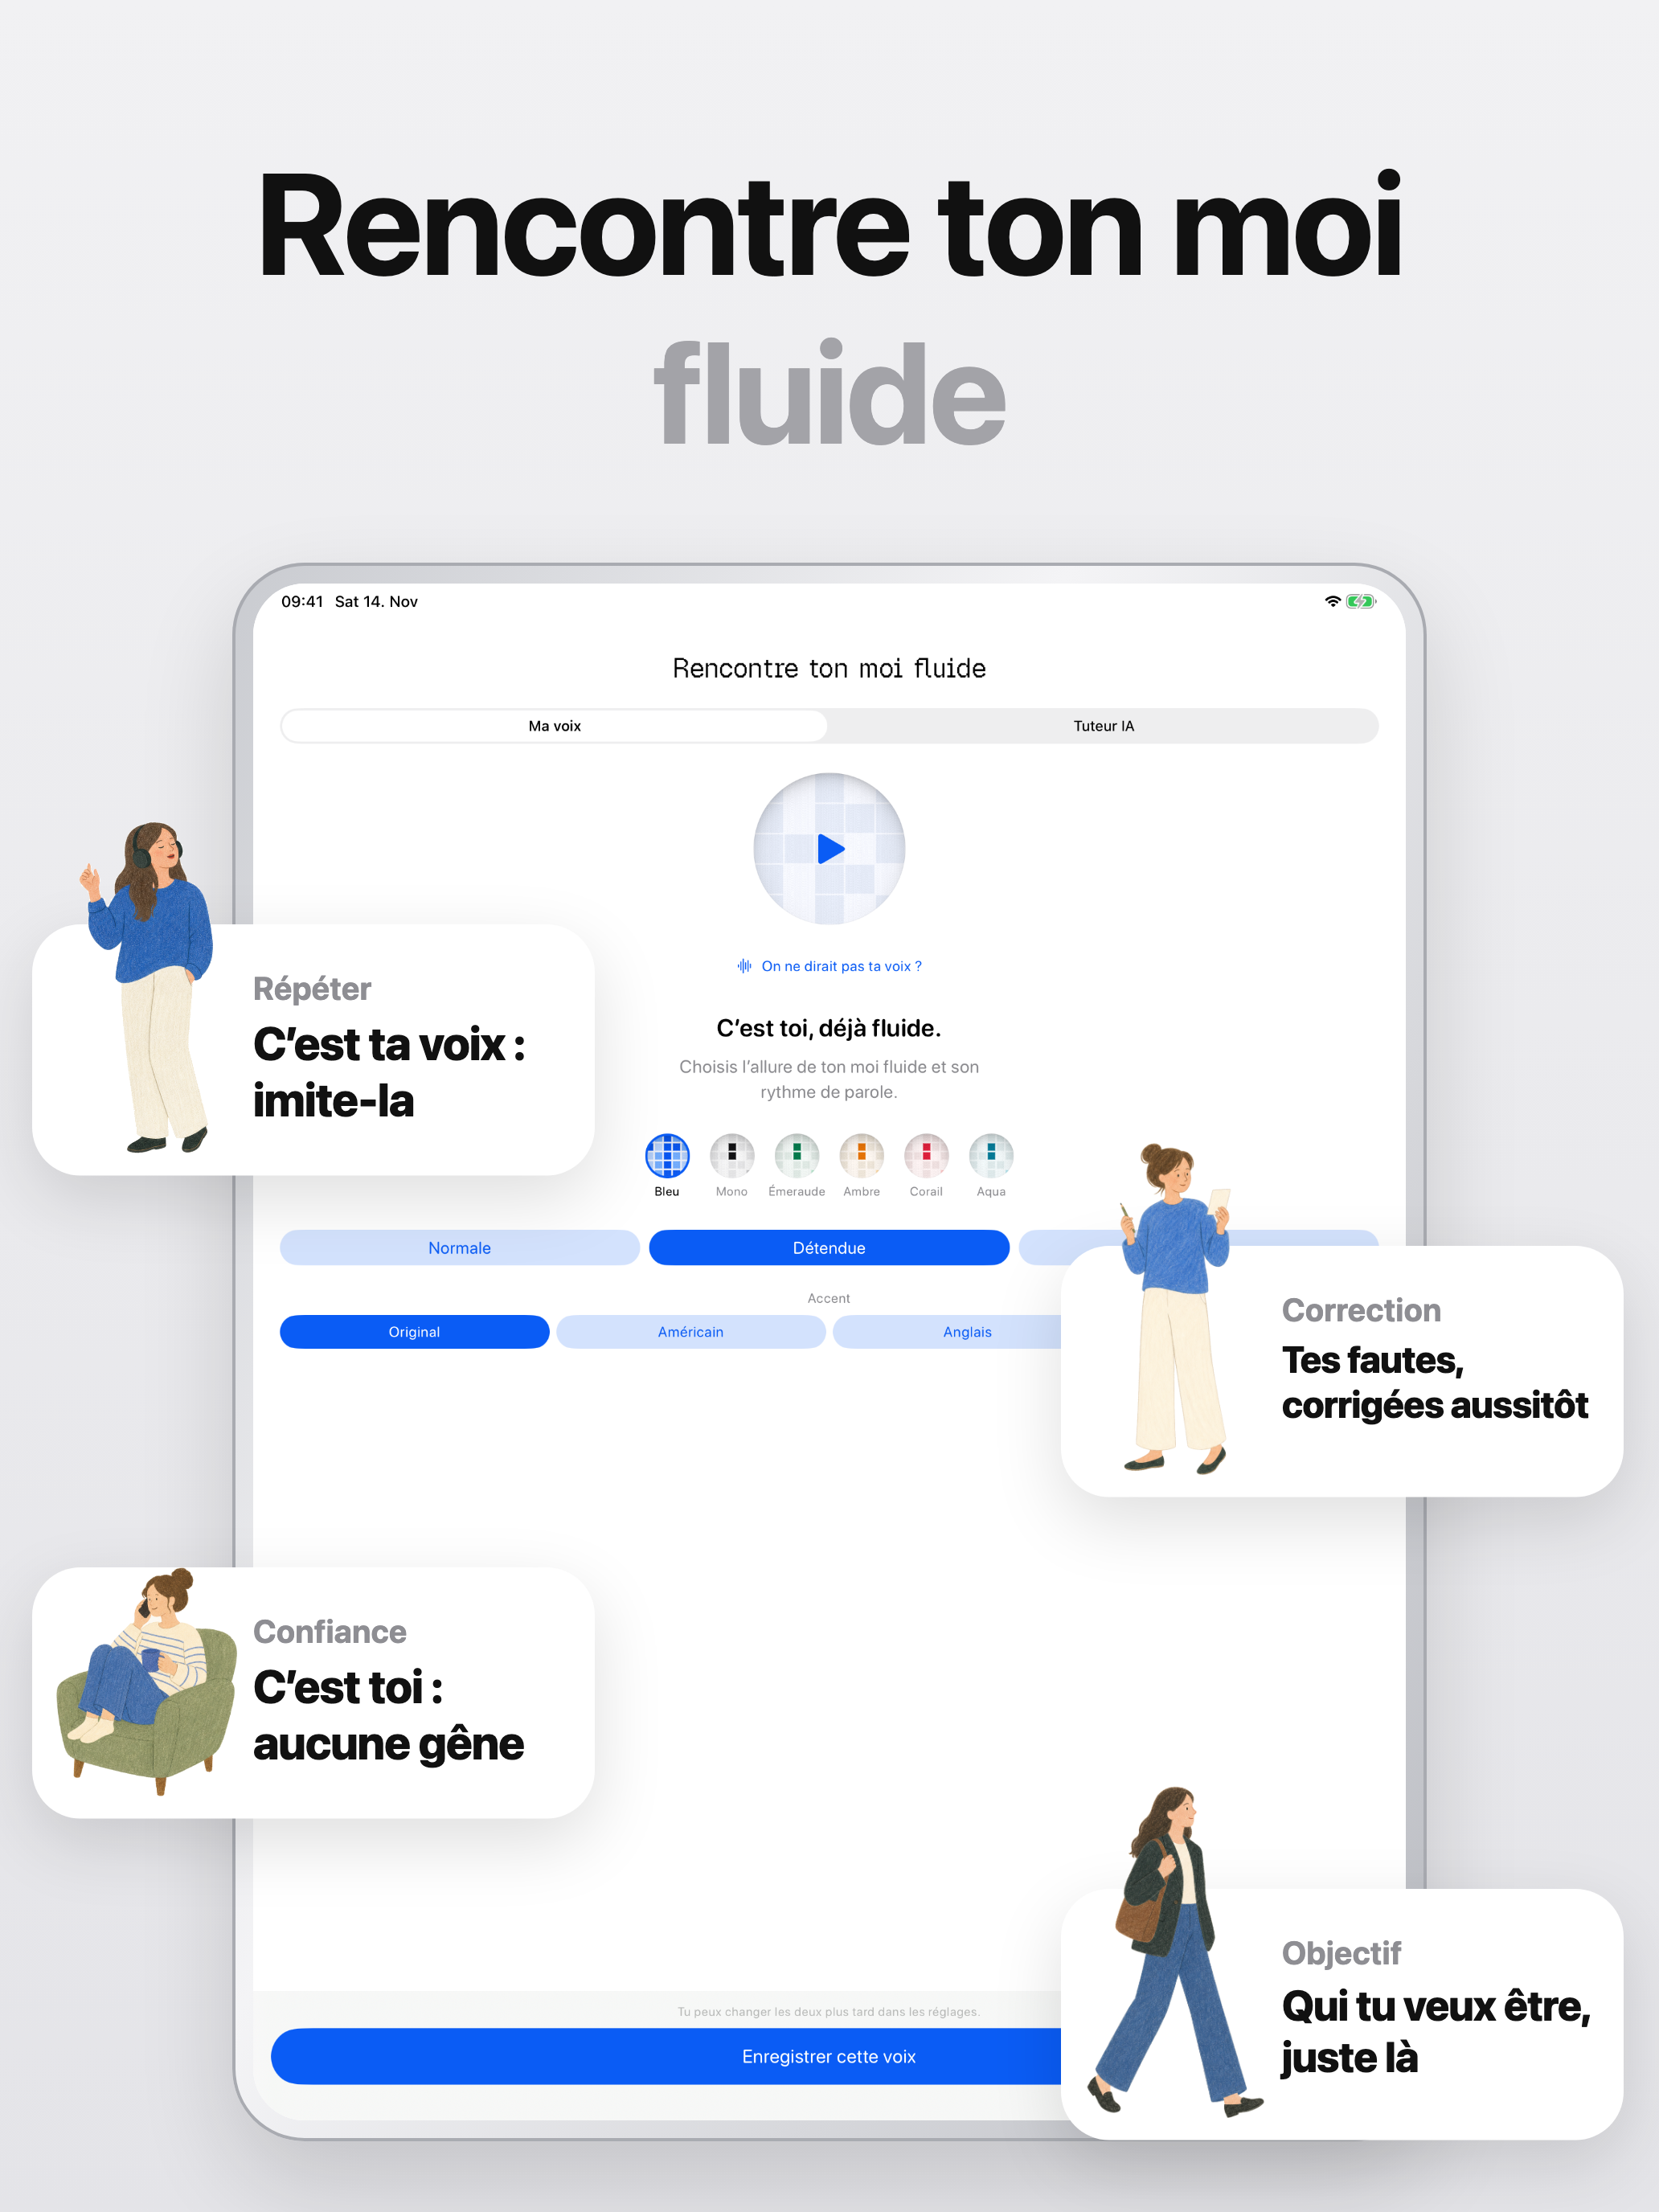 Rencontre ton moi
fluide
09:41 Sat 14. Nov
Rencontre ton moi fluide
Ma voix
Tuteur IA
On ne dirait pas ta voix ?
Répéter
C'est ta voix :
imite-la
C'est toi, déjà fluide.
Choisis l'allure de ton moi fluide et son
rythme de parole.
Bleu
Mono
Émeraude
Ambre
Corail
Aqua
Normale
Détendue
Accent
Original
Américain
Anglais
Correction
Tes fautes,
corrigées aussitôt
Confiance
C'est toi :
aucune gêne
Objectif
Qui tu veux être,
juste là
Tu peux changer les deux plus tard dans les réglages.
Enregistrer cette voix